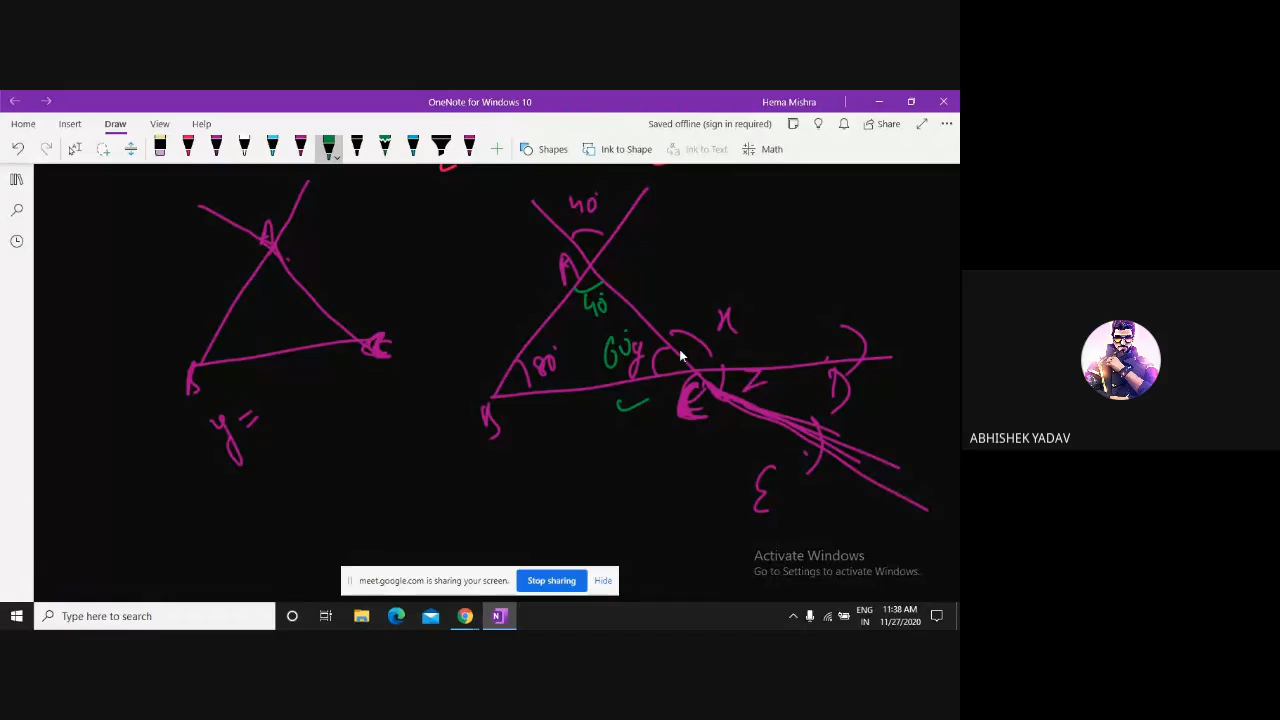 OneNote for Windows 10
Hema Mishra
Home Insert Draw View Help
Saved offline (sign in required)
Share
Shapes
Ink to Shape
Ink to Text
Math
A
B
C
y=
40°
A
40°
80°
60°
y
x
B
C
z
D
E
ABHISHEK YADAV
Activate Windows
Go to Settings to activate Windows.
meet.google.com is sharing your screen.
Stop sharing
Hide
Type here to search
N
ENG
IN
11:38 AM
11/27/2020